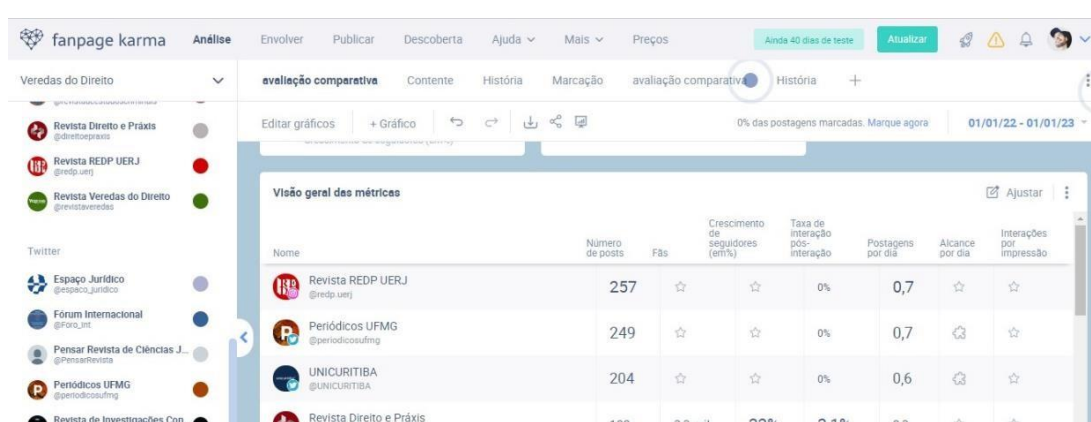 fanpage karma
Análise
Envolver
Publicar
Descoberta
Ajuda
Mais
Preços
Ainda 40 dias de teste
Atualizar
Veredas do Direito
avaliação comparativa
Contente
História
Marcação
avaliação comparativa
História
Editar gráficos
+ Gráfico
0% das postagens marcadas. Marque agora
01/01/22 - 01/01/23
Revista Direito e Práxis
@direitoepraxis
Revista REDP UERJ
@redp.uerj
Revista Veredas do Direito
@revistaveredas
Twitter
Espaço Jurídico
@espaco_juridico
Fórum Internacional
@Foro_Int
Pensar Revista de Ciências J...
@PensarRevista
Periódicos UFMG
@periodicosufmg
Revista de Investigações Con
Visão geral das métricas
Ajustar
Nome
Número
de posts
Fãs
Crescimento
de
seguidores
(em%)
Taxa de
interação
pós-
interação
Postagens
por dia
Alcance
por dia
Interações
por
impressão
Revista REDP UERJ
@redp.uerj
257
0%
0,7
Periódicos UFMG
@periodicosufmg
249
0%
0,7
UNICURITIBA
@UNICURITIBA
204
0%
0,6
Revista Direito e Práxis